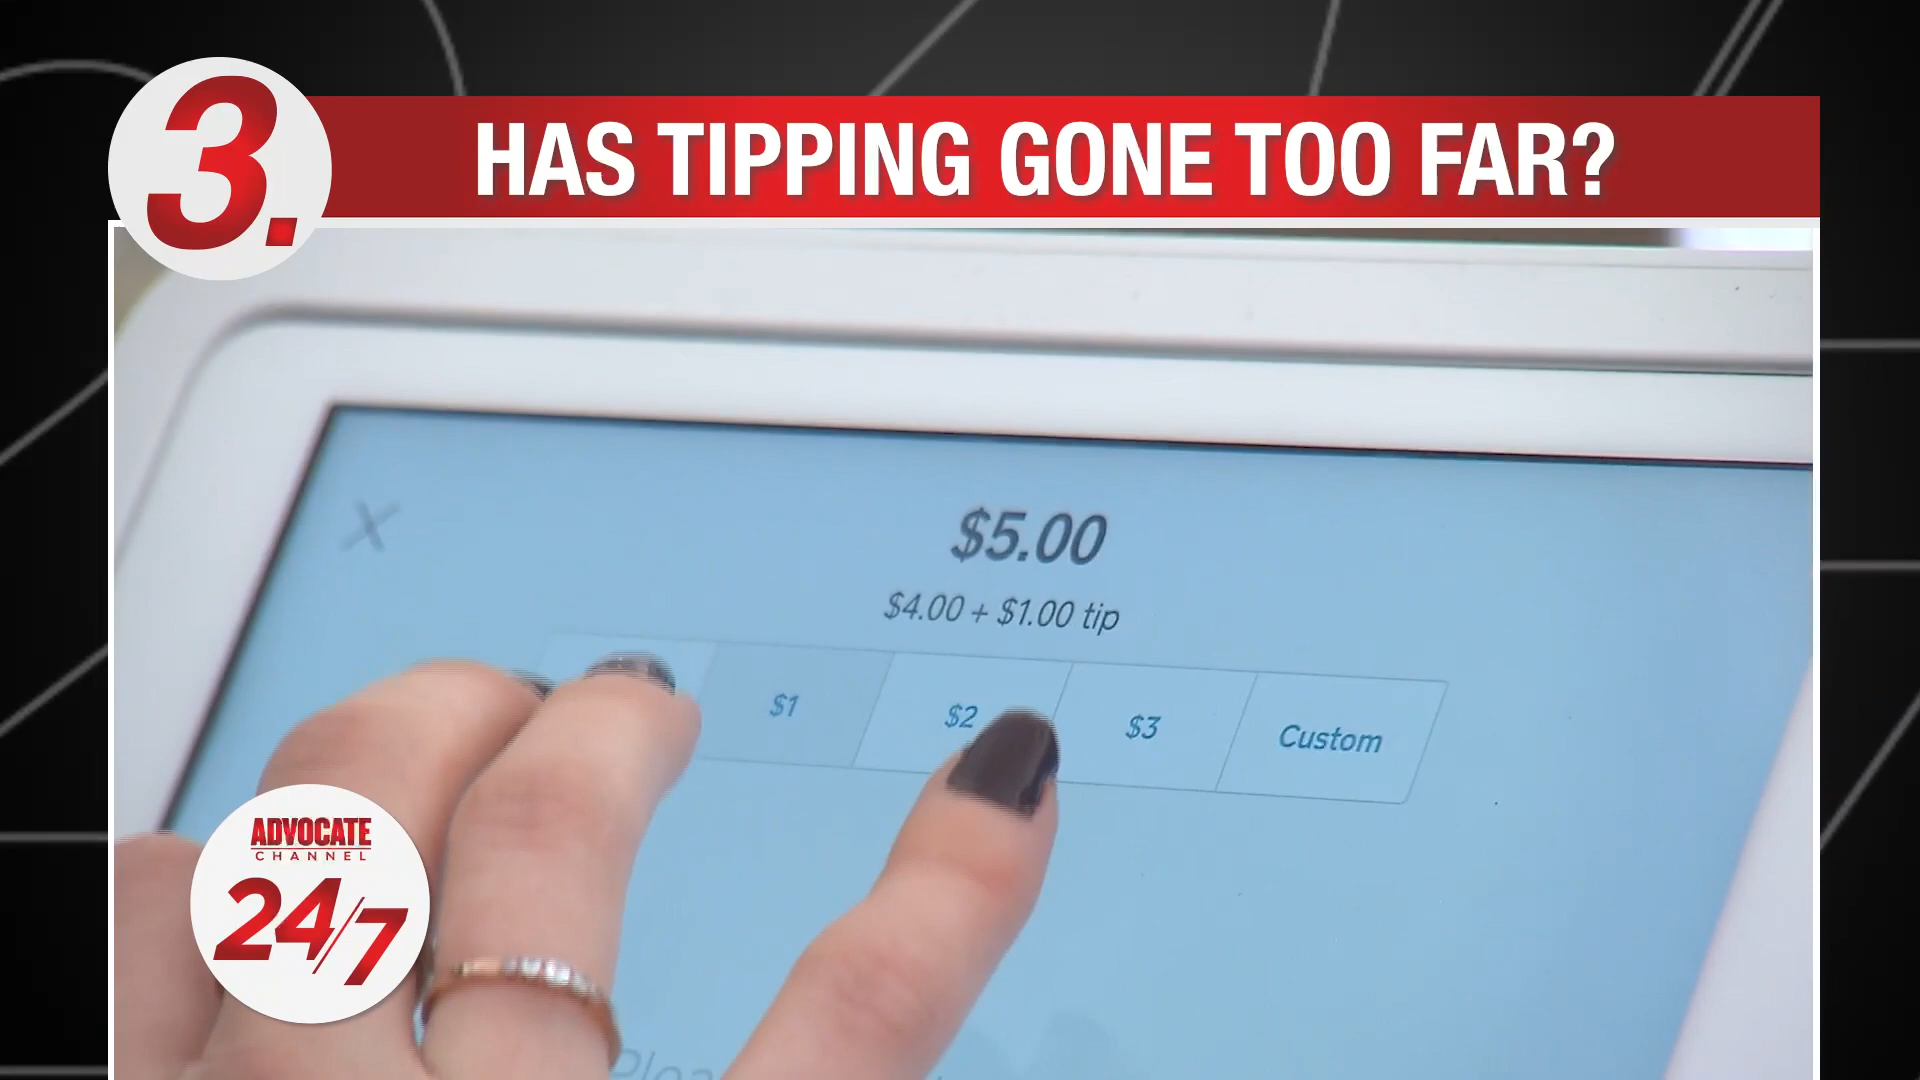 3.
HAS TIPPING GONE TOO FAR?
X
$5.00
$4.00 + $1.00 tip
$1
$2
$3
Custom
ADVOCATE
CHANNEL
24/7